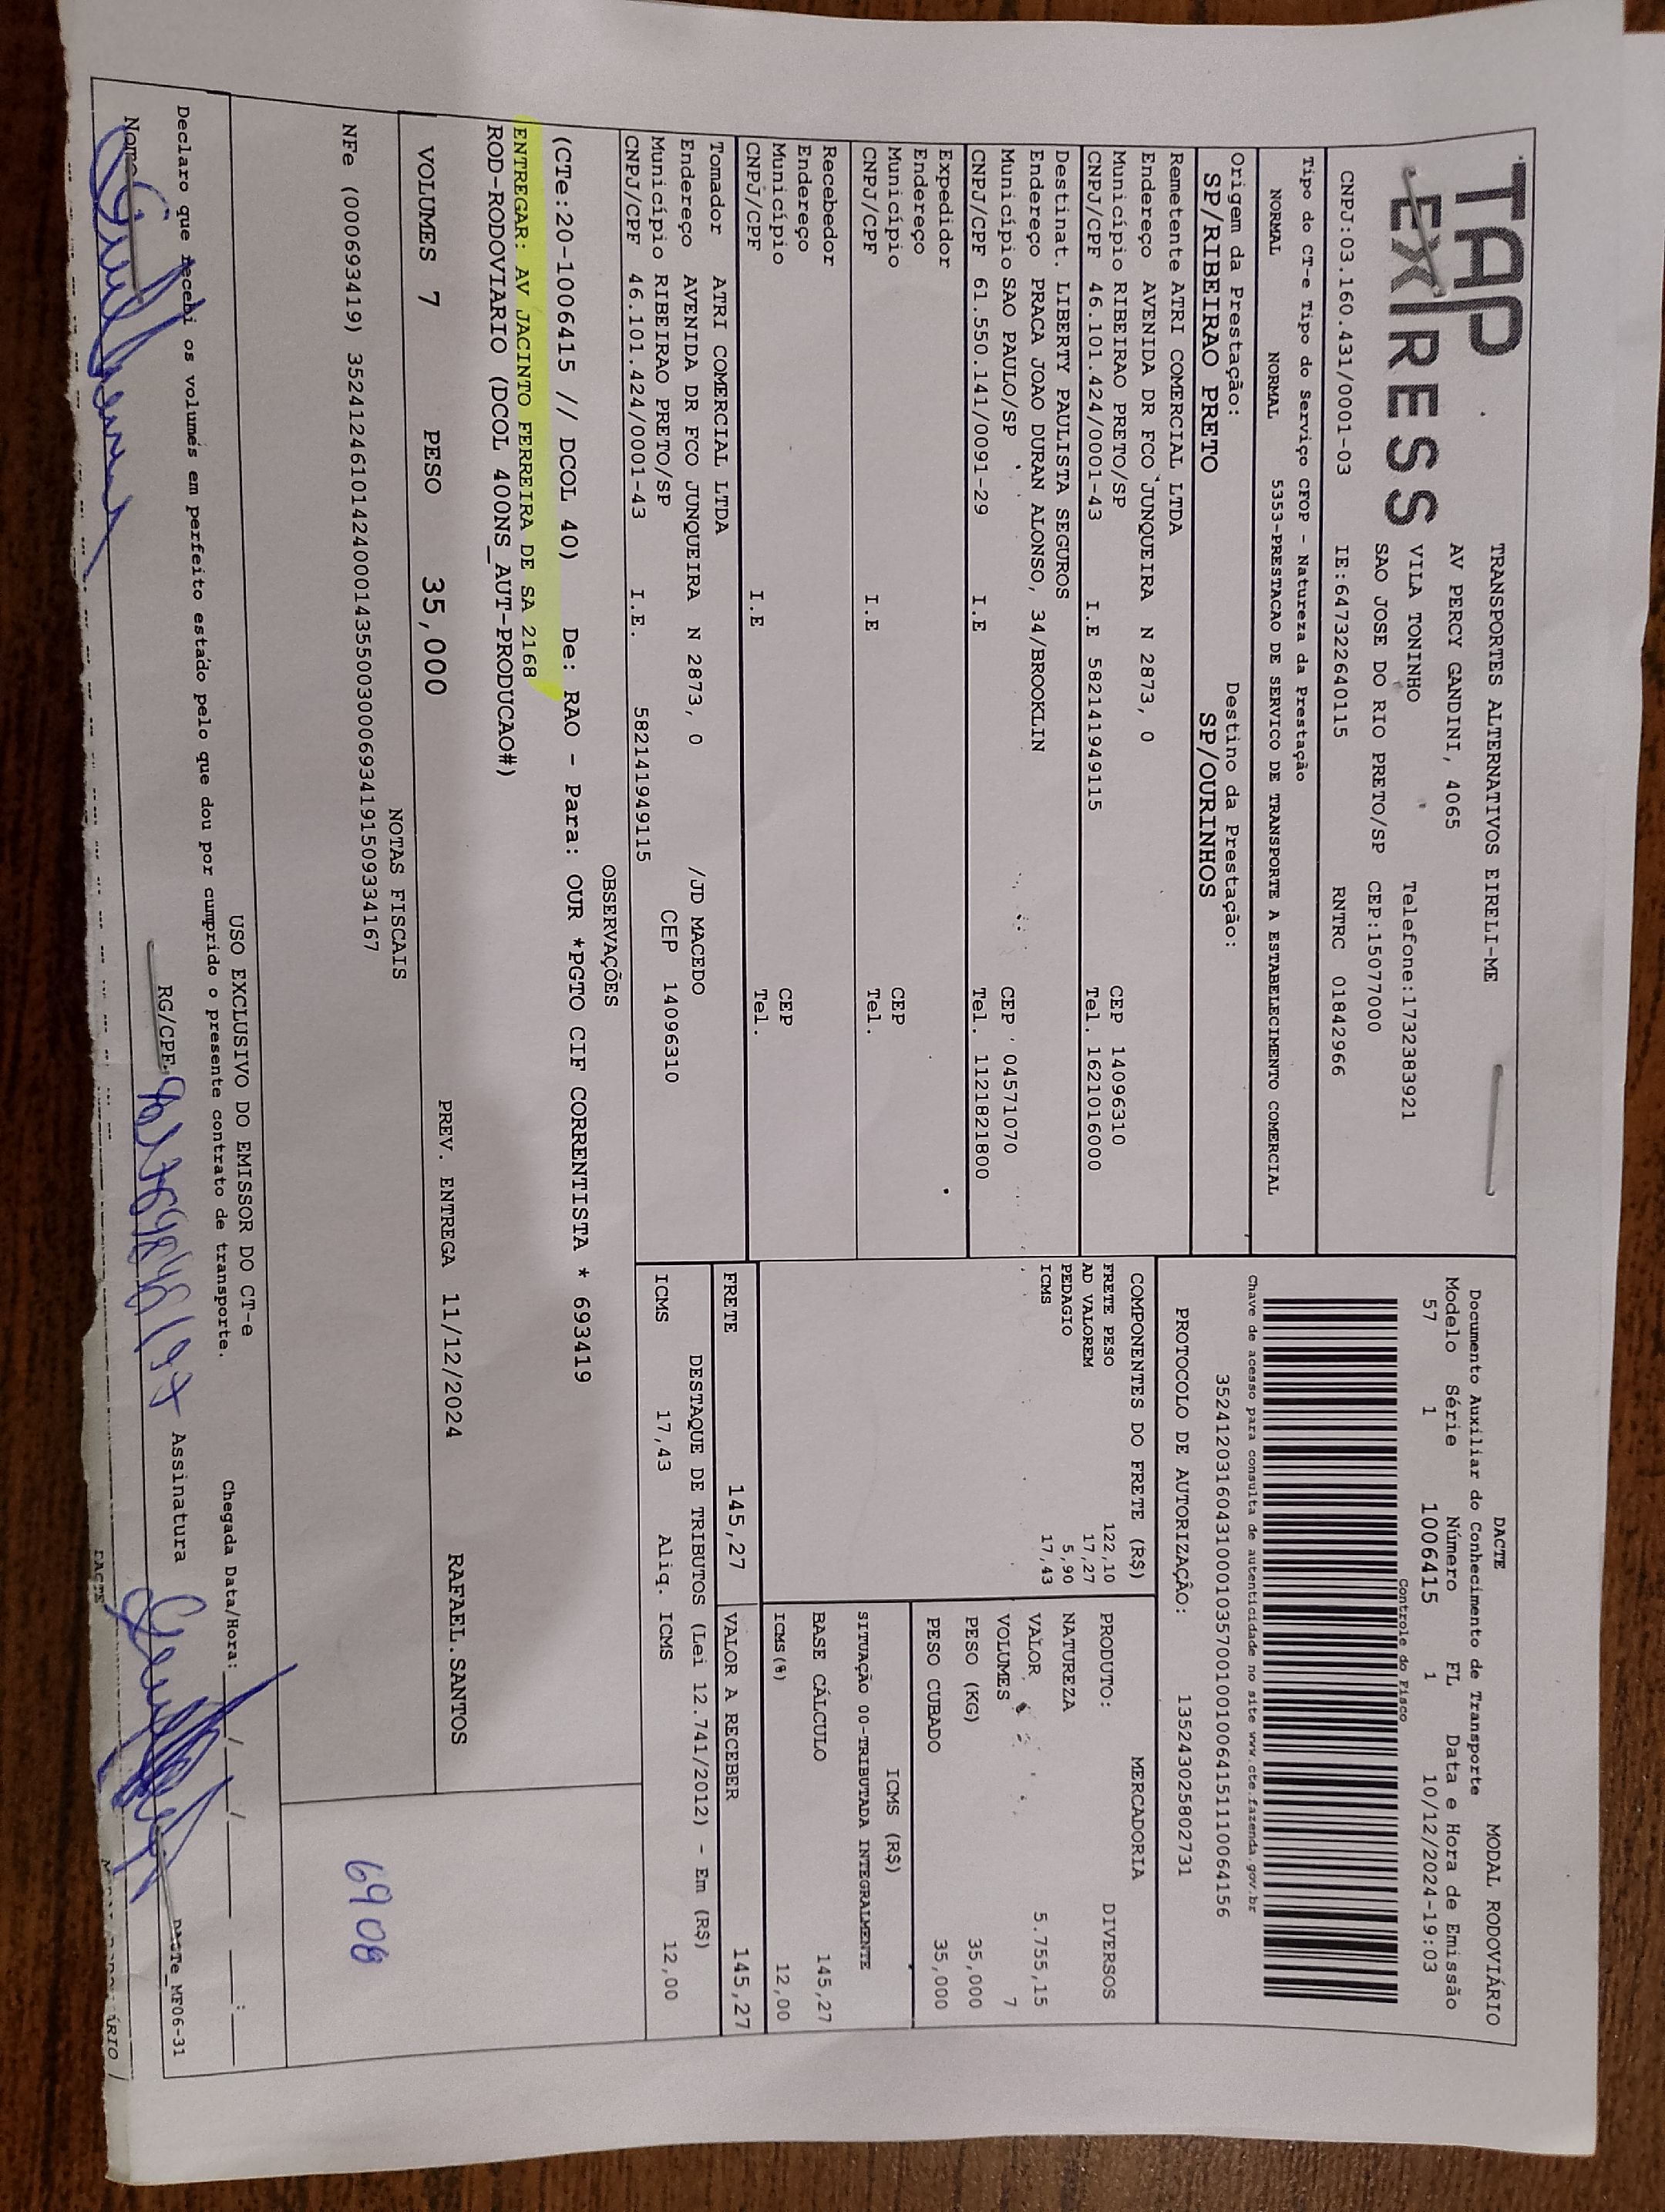 TAP
EXPRESS
TRANSPORTES ALTERNATIVOS EIRELI-ME
AV PERCY GANDINI, 4065
VILA TONINHO Telefone:1732383921
SAO JOSE DO RIO PRETO/SP CEP:15077000
CNPJ:03.160.431/0001-03 IE:647322640115 RNTRC 01842966
Tipo do CT-e Tipo do Serviço CFOP - Natureza da Prestação
NORMAL NORMAL 5353-PRESTACAO DE SERVICO DE TRANSPORTE A ESTABELECIMENTO COMERCIAL
Origem da Prestação: Destino da Prestação:
SP/RIBEIRAO PRETO SP/OURINHOS
Remetente ATRI COMERCIAL LTDA
Endereço AVENIDA DR FCO JUNQUEIRA N 2873, 0
Município RIBEIRAO PRETO/SP CEP 14096310
CNPJ/CPF 46.101.424/0001-43 I.E 582141949115 Tel. 1621016000
Destinat. LIBERTY PAULISTA SEGUROS
Endereço PRACA JOAO DURAN ALONSO, 34/BROOKLIN
Município SAO PAULO/SP CEP 04571070
CNPJ/CPF 61.550.141/0091-29 I.E Tel. 1121821800
Expedidor
Endereço
Município CEP
CNPJ/CPF I.E Tel.
Recebedor
Endereço
Município CEP
CNPJ/CPF I.E Tel.
Tomador ATRI COMERCIAL LTDA
Endereço AVENIDA DR FCO JUNQUEIRA N 2873, 0 /JD MACEDO
Município RIBEIRAO PRETO/SP CEP 14096310
CNPJ/CPF 46.101.424/0001-43 I.E. 582141949115
DACTE MODAL RODOVIÁRIO
Documento Auxiliar do Conhecimento de Transporte
Modelo Série Número FL Data e Hora de Emissão
57 1 1006415 1 10/12/2024-19:03
Controle do Fisco
Chave de acesso para consulta de autenticidade no site www.cte.fazenda.gov.br
35241203160431000103570010010064151110064156
PROTOCOLO DE AUTORIZAÇÃO: 135243025802731
COMPONENTES DO FRETE (R$)
FRETE PESO 122,10
AD VALOREM 17,27
PEDAGIO 5,90
ICMS 17,43
MERCADORIA
PRODUTO: DIVERSOS
NATUREZA
VALOR 5.755,15
VOLUMES 7
PESO (KG) 35,000
PESO CUBADO 35,000
ICMS (R$)
SITUAÇÃO 00-TRIBUTADA INTEGRALMENTE
BASE CÁLCULO 145,27
ICMS(%) 12,00
FRETE 145,27 VALOR A RECEBER 145,27
DESTAQUE DE TRIBUTOS (Lei 12.741/2012) - Em (R$)
ICMS 17,43 Aliq. ICMS 12,00
OBSERVAÇÕES
(CTe:20-1006415 // DCOL 40) De: RAO - Para: OUR *PGTO CIF CORRENTISTA * 693419
ENTREGAR: AV JACINTO FERREIRA DE SA 2168
ROD-RODOVIARIO (DCOL 400NS_AUT-PRODUCAO#)
VOLUMES 7 PESO 35,000 PREV. ENTREGA 11/12/2024 RAFAEL.SANTOS
NOTAS FISCAIS
NFe (000693419) 35241246101424000143550030006934191509334167
6908
USO EXCLUSIVO DO EMISSOR DO CT-e
Declaro que recebi os volumes em perfeito estado pelo que dou por cumprido o presente contrato de transporte. Chegada Data/Hora: __/__/____ __:__
Nome RG/CPF. Assinatura
DACTe_MF06-31
DACTE